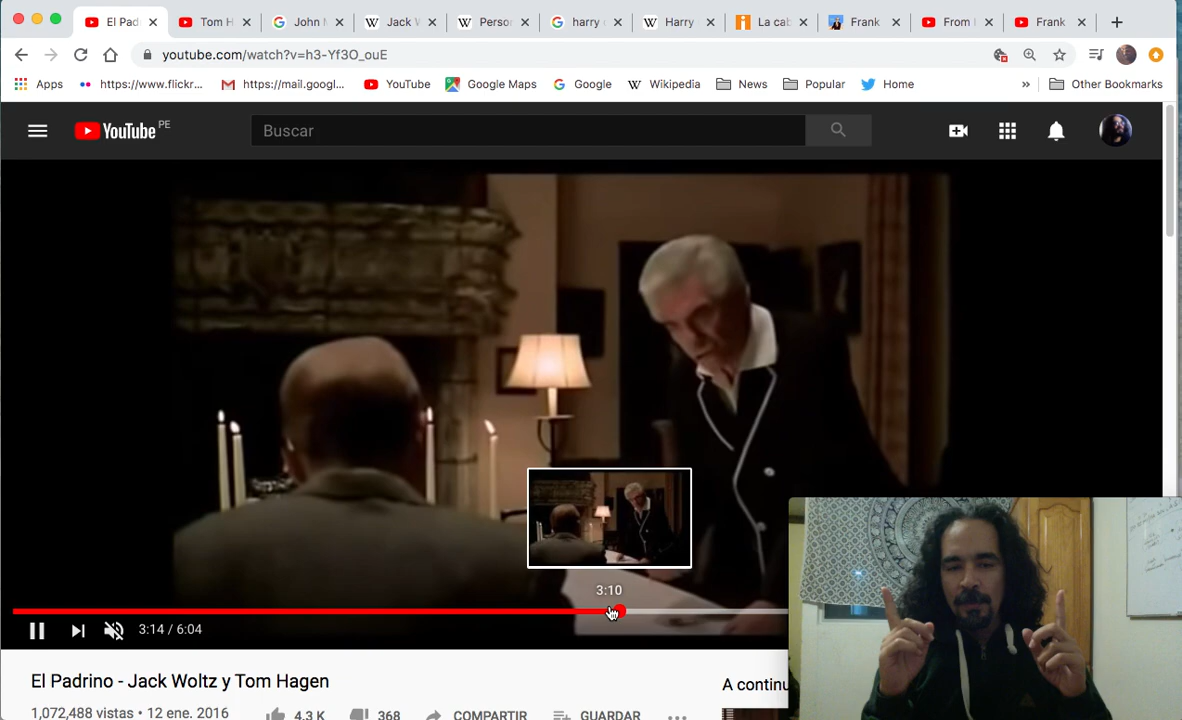 El Pad
Tom H
John M
Jack W
Perso
harry c
Harry
La cab
Frank
From I
Frank
youtube.com/watch?v=h3-Yf3O_ouE
Apps
https://www.flickr...
https://mail.googl...
YouTube
Google Maps
Google
Wikipedia
News
Popular
Home
»
Other Bookmarks
YouTube PE
Buscar
3:10
3:14 / 6:04
El Padrino - Jack Woltz y Tom Hagen
A continu
1,072,488 vistas • 12 ene. 2016
4.3 K
368
COMPARTIR
GUARDAR